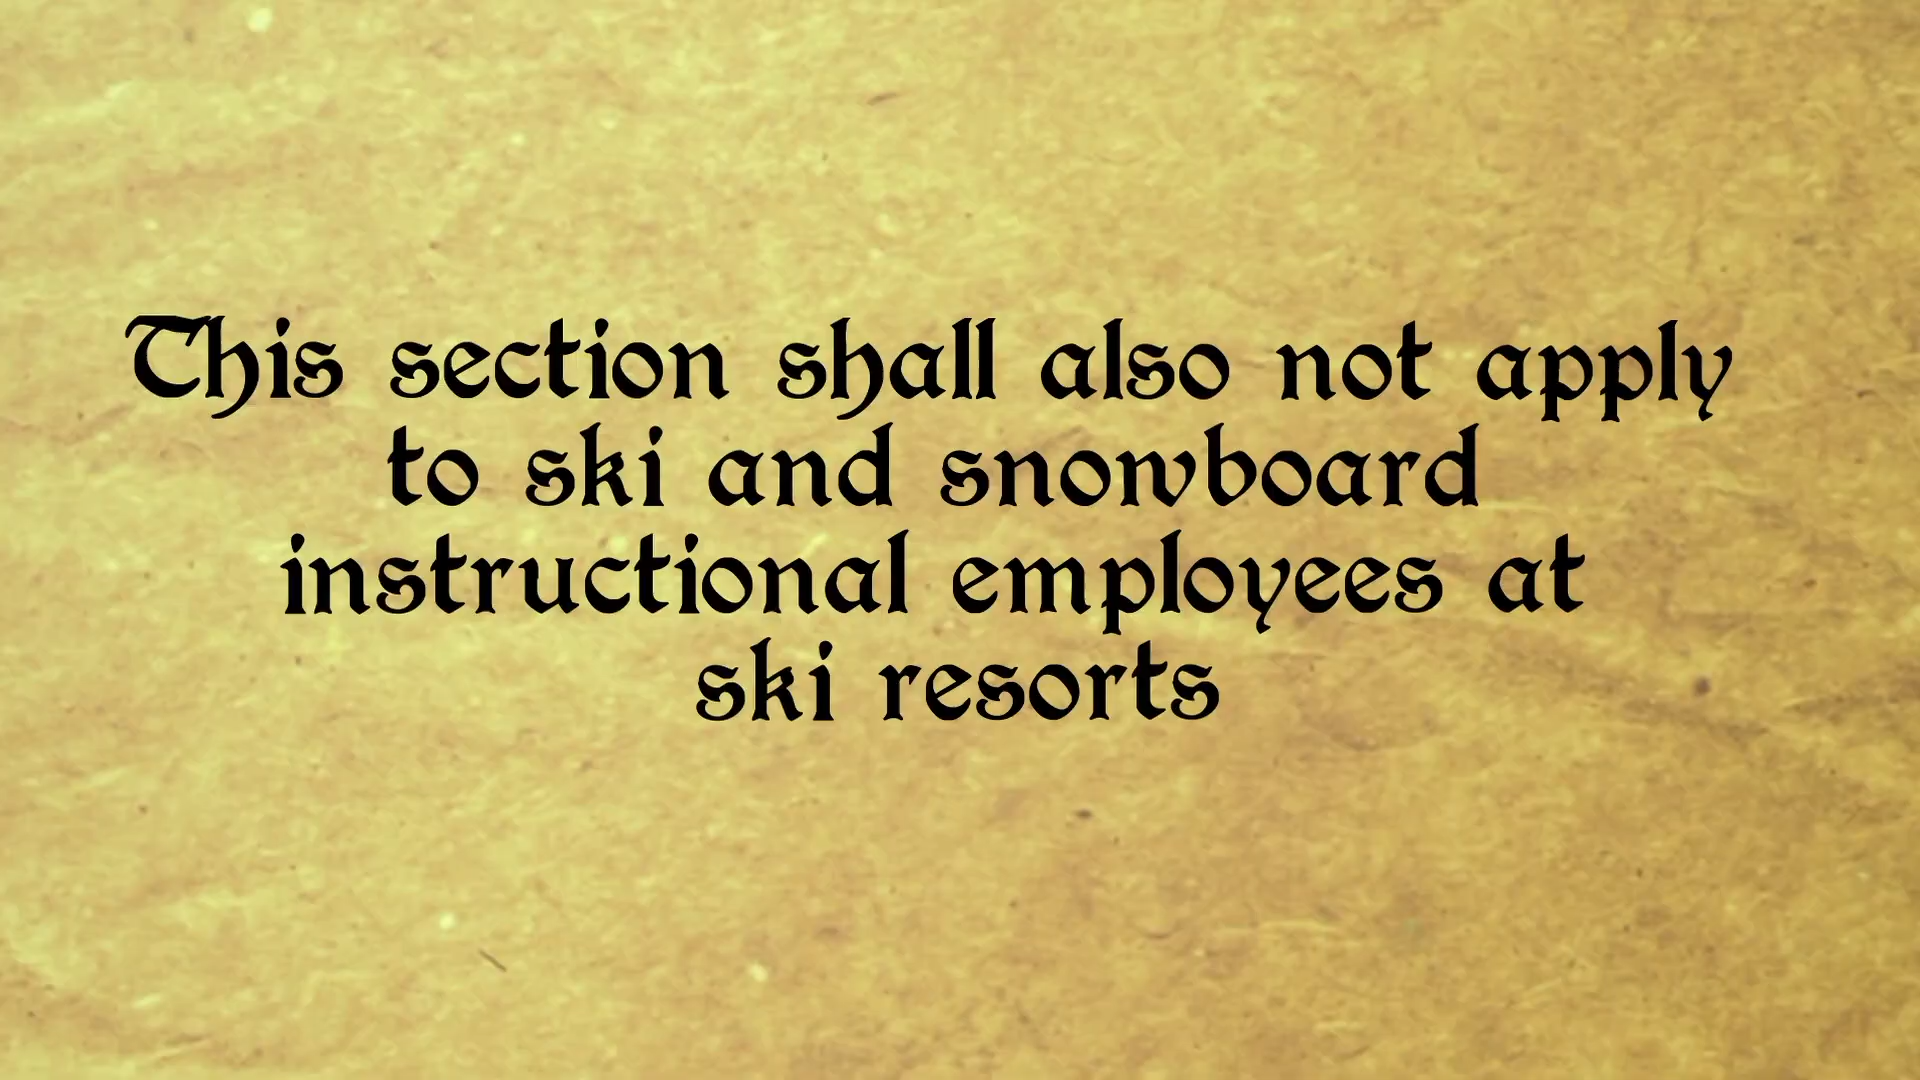 This section shall also not apply
to ski and snowboard
instructional employees at
ski resorts